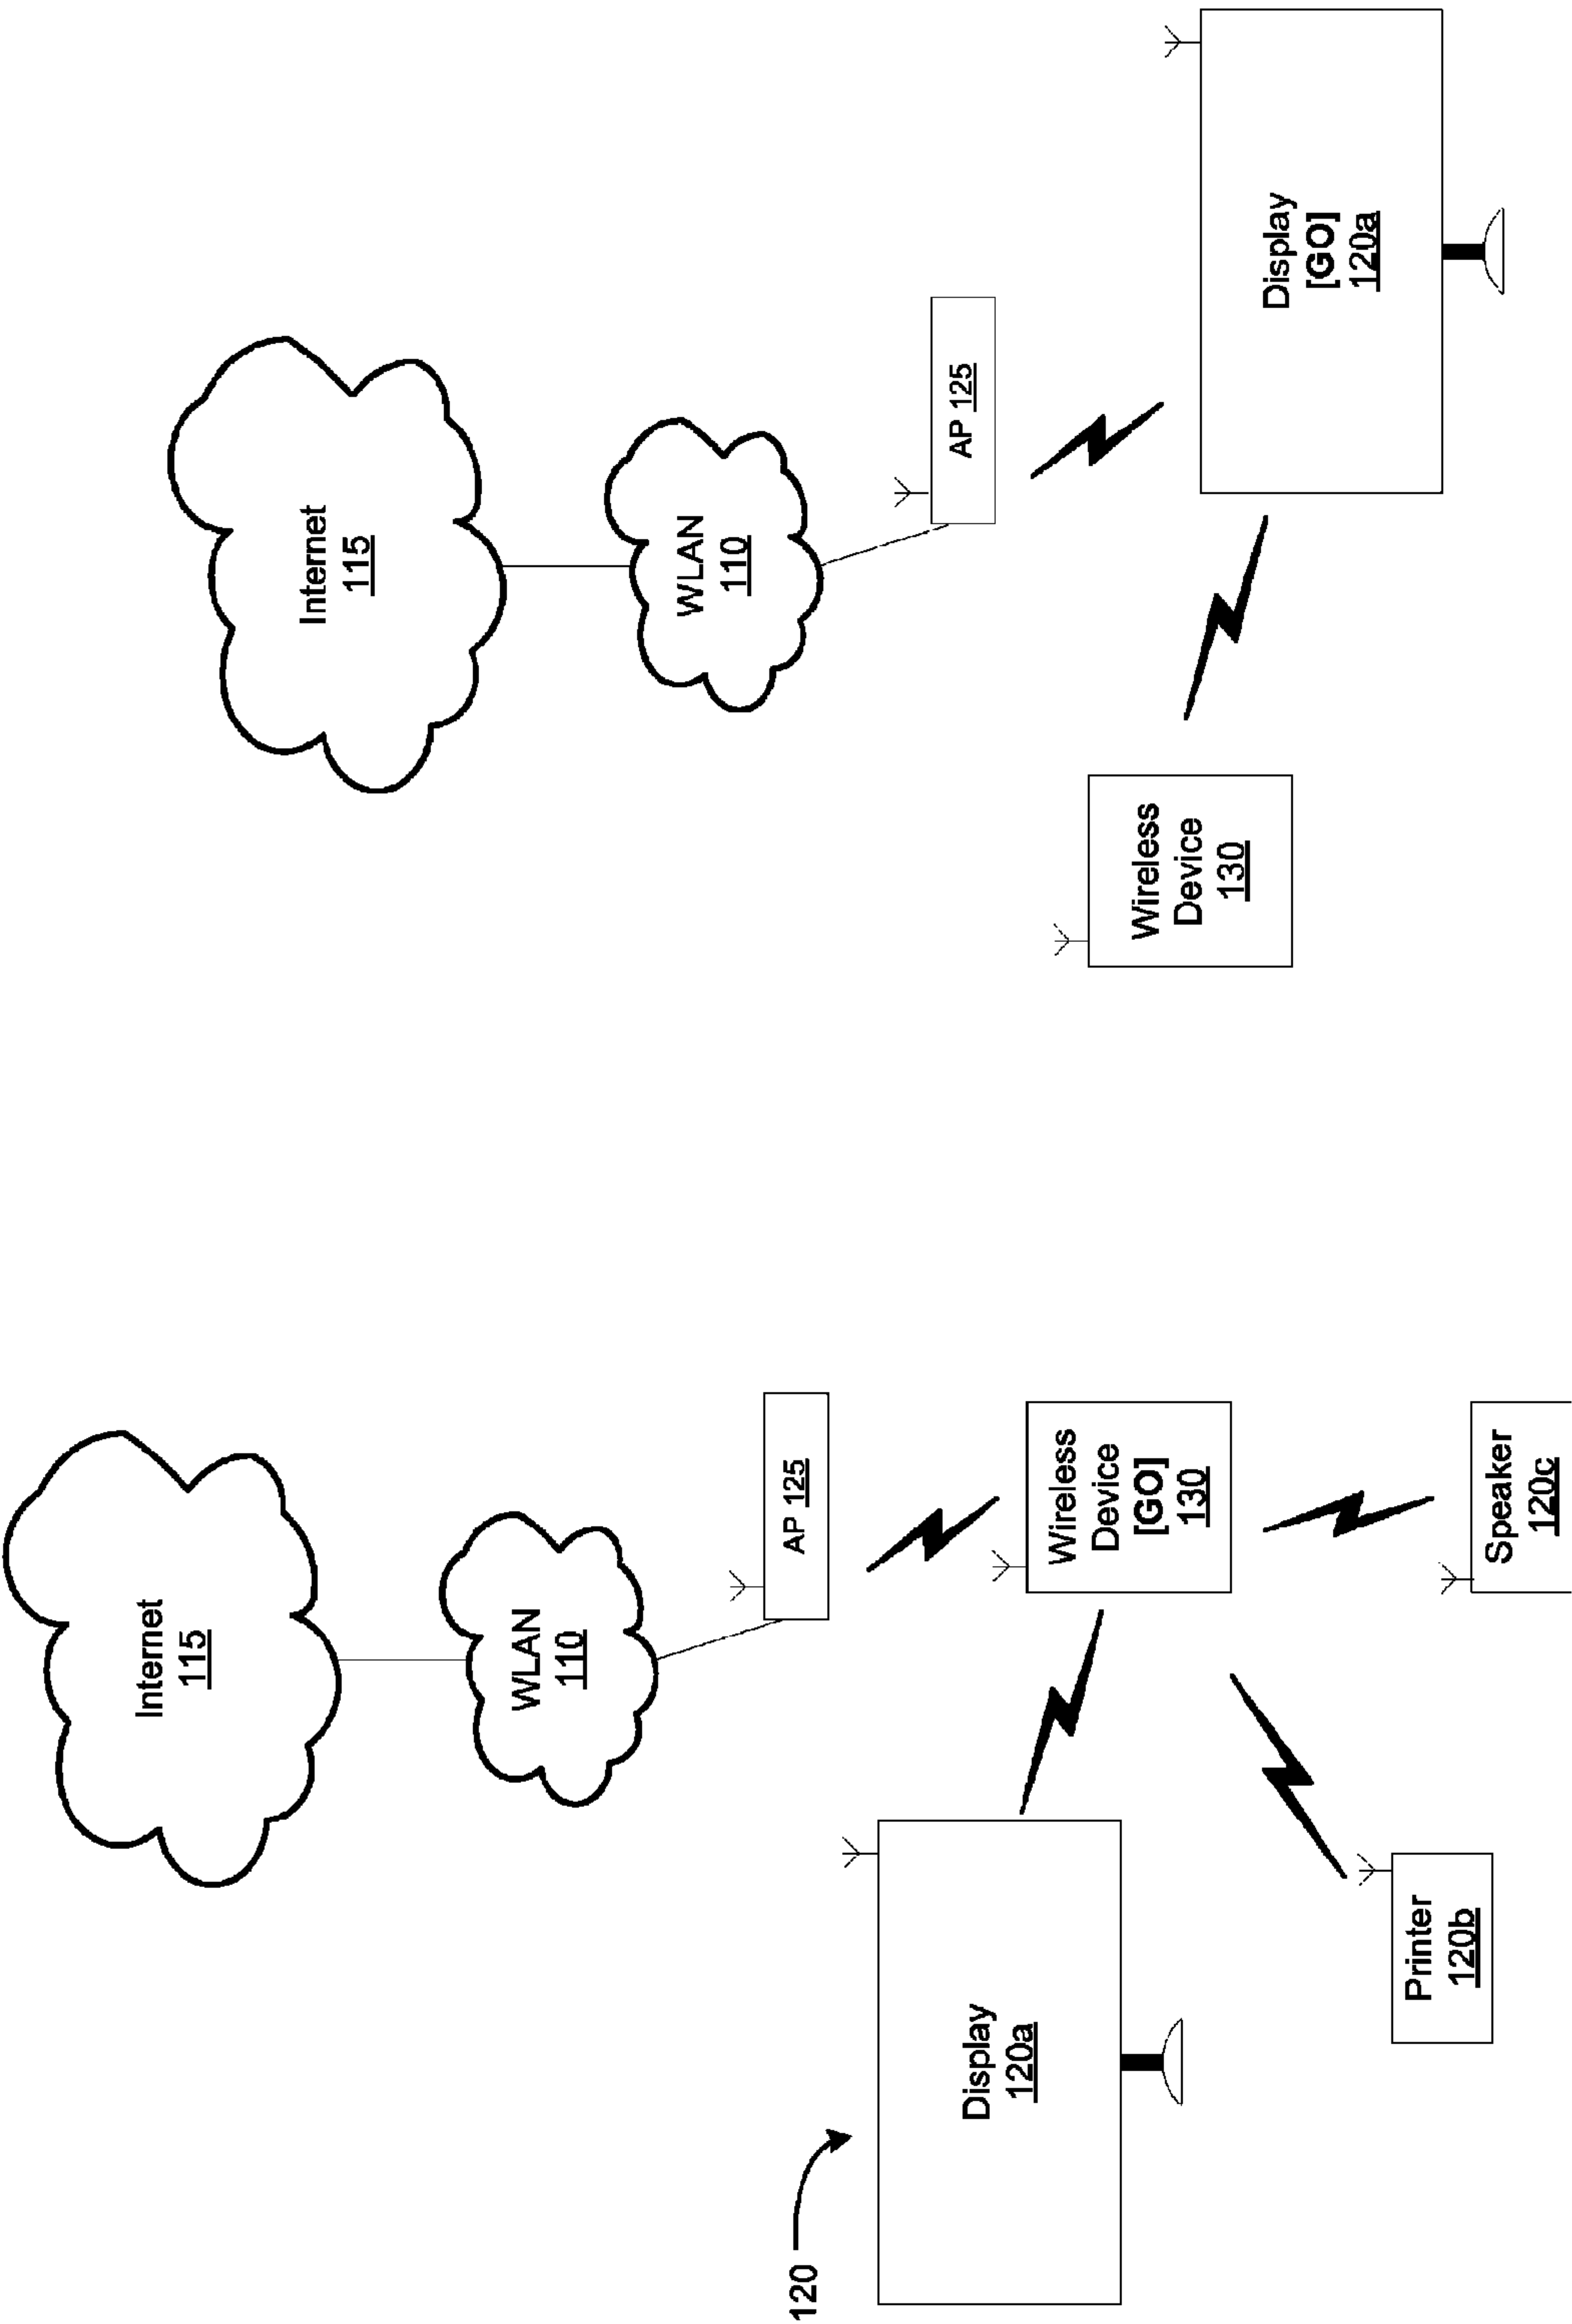 Internet
115
WLAN
110
AP 125
120
Display
120a
Wireless
Device
[GO]
130
Printer
120b
Speaker
120c
Internet
115
WLAN
110
AP 125
Wireless
Device
130
Display
[GO]
120a